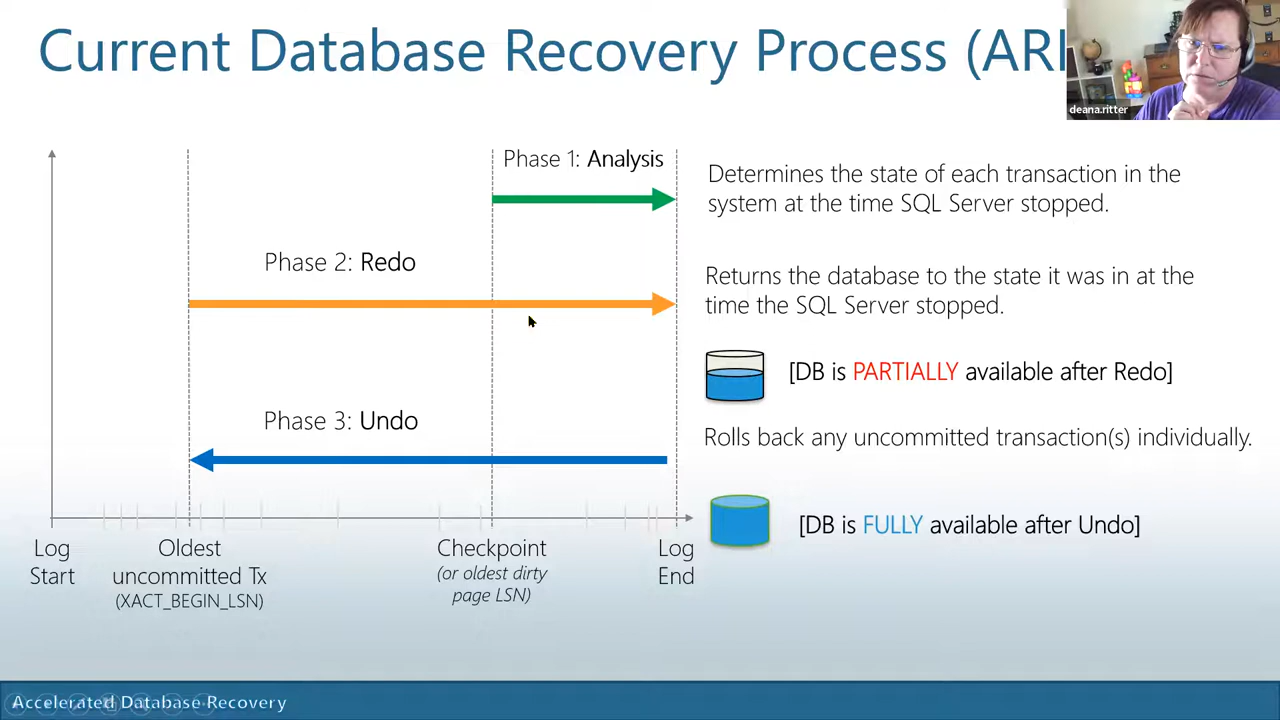 Current Database Recovery Process (ARI
deana.ritter
Phase 1: Analysis
Determines the state of each transaction in the
system at the time SQL Server stopped.
Phase 2: Redo
Returns the database to the state it was in at the
time the SQL Server stopped.
[DB is PARTIALLY available after Redo]
Phase 3: Undo
Rolls back any uncommitted transaction(s) individually.
[DB is FULLY available after Undo]
Log
Start
Oldest
uncommitted Tx
(XACT_BEGIN_LSN)
Checkpoint
(or oldest dirty
page LSN)
Log
End
Accelerated Database Recovery